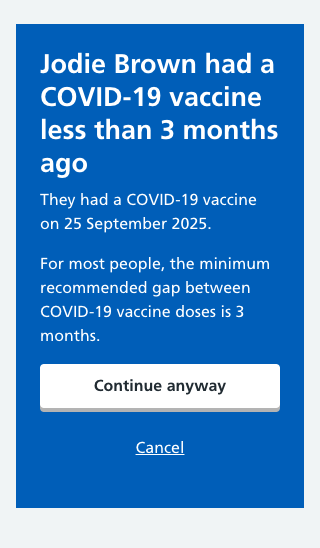 Jodie Brown had a
COVID-19 vaccine
less than 3 months
ago
They had a COVID-19 vaccine
on 25 September 2025.
For most people, the minimum
recommended gap between
COVID-19 vaccine doses is 3
months.
Continue anyway
Cancel